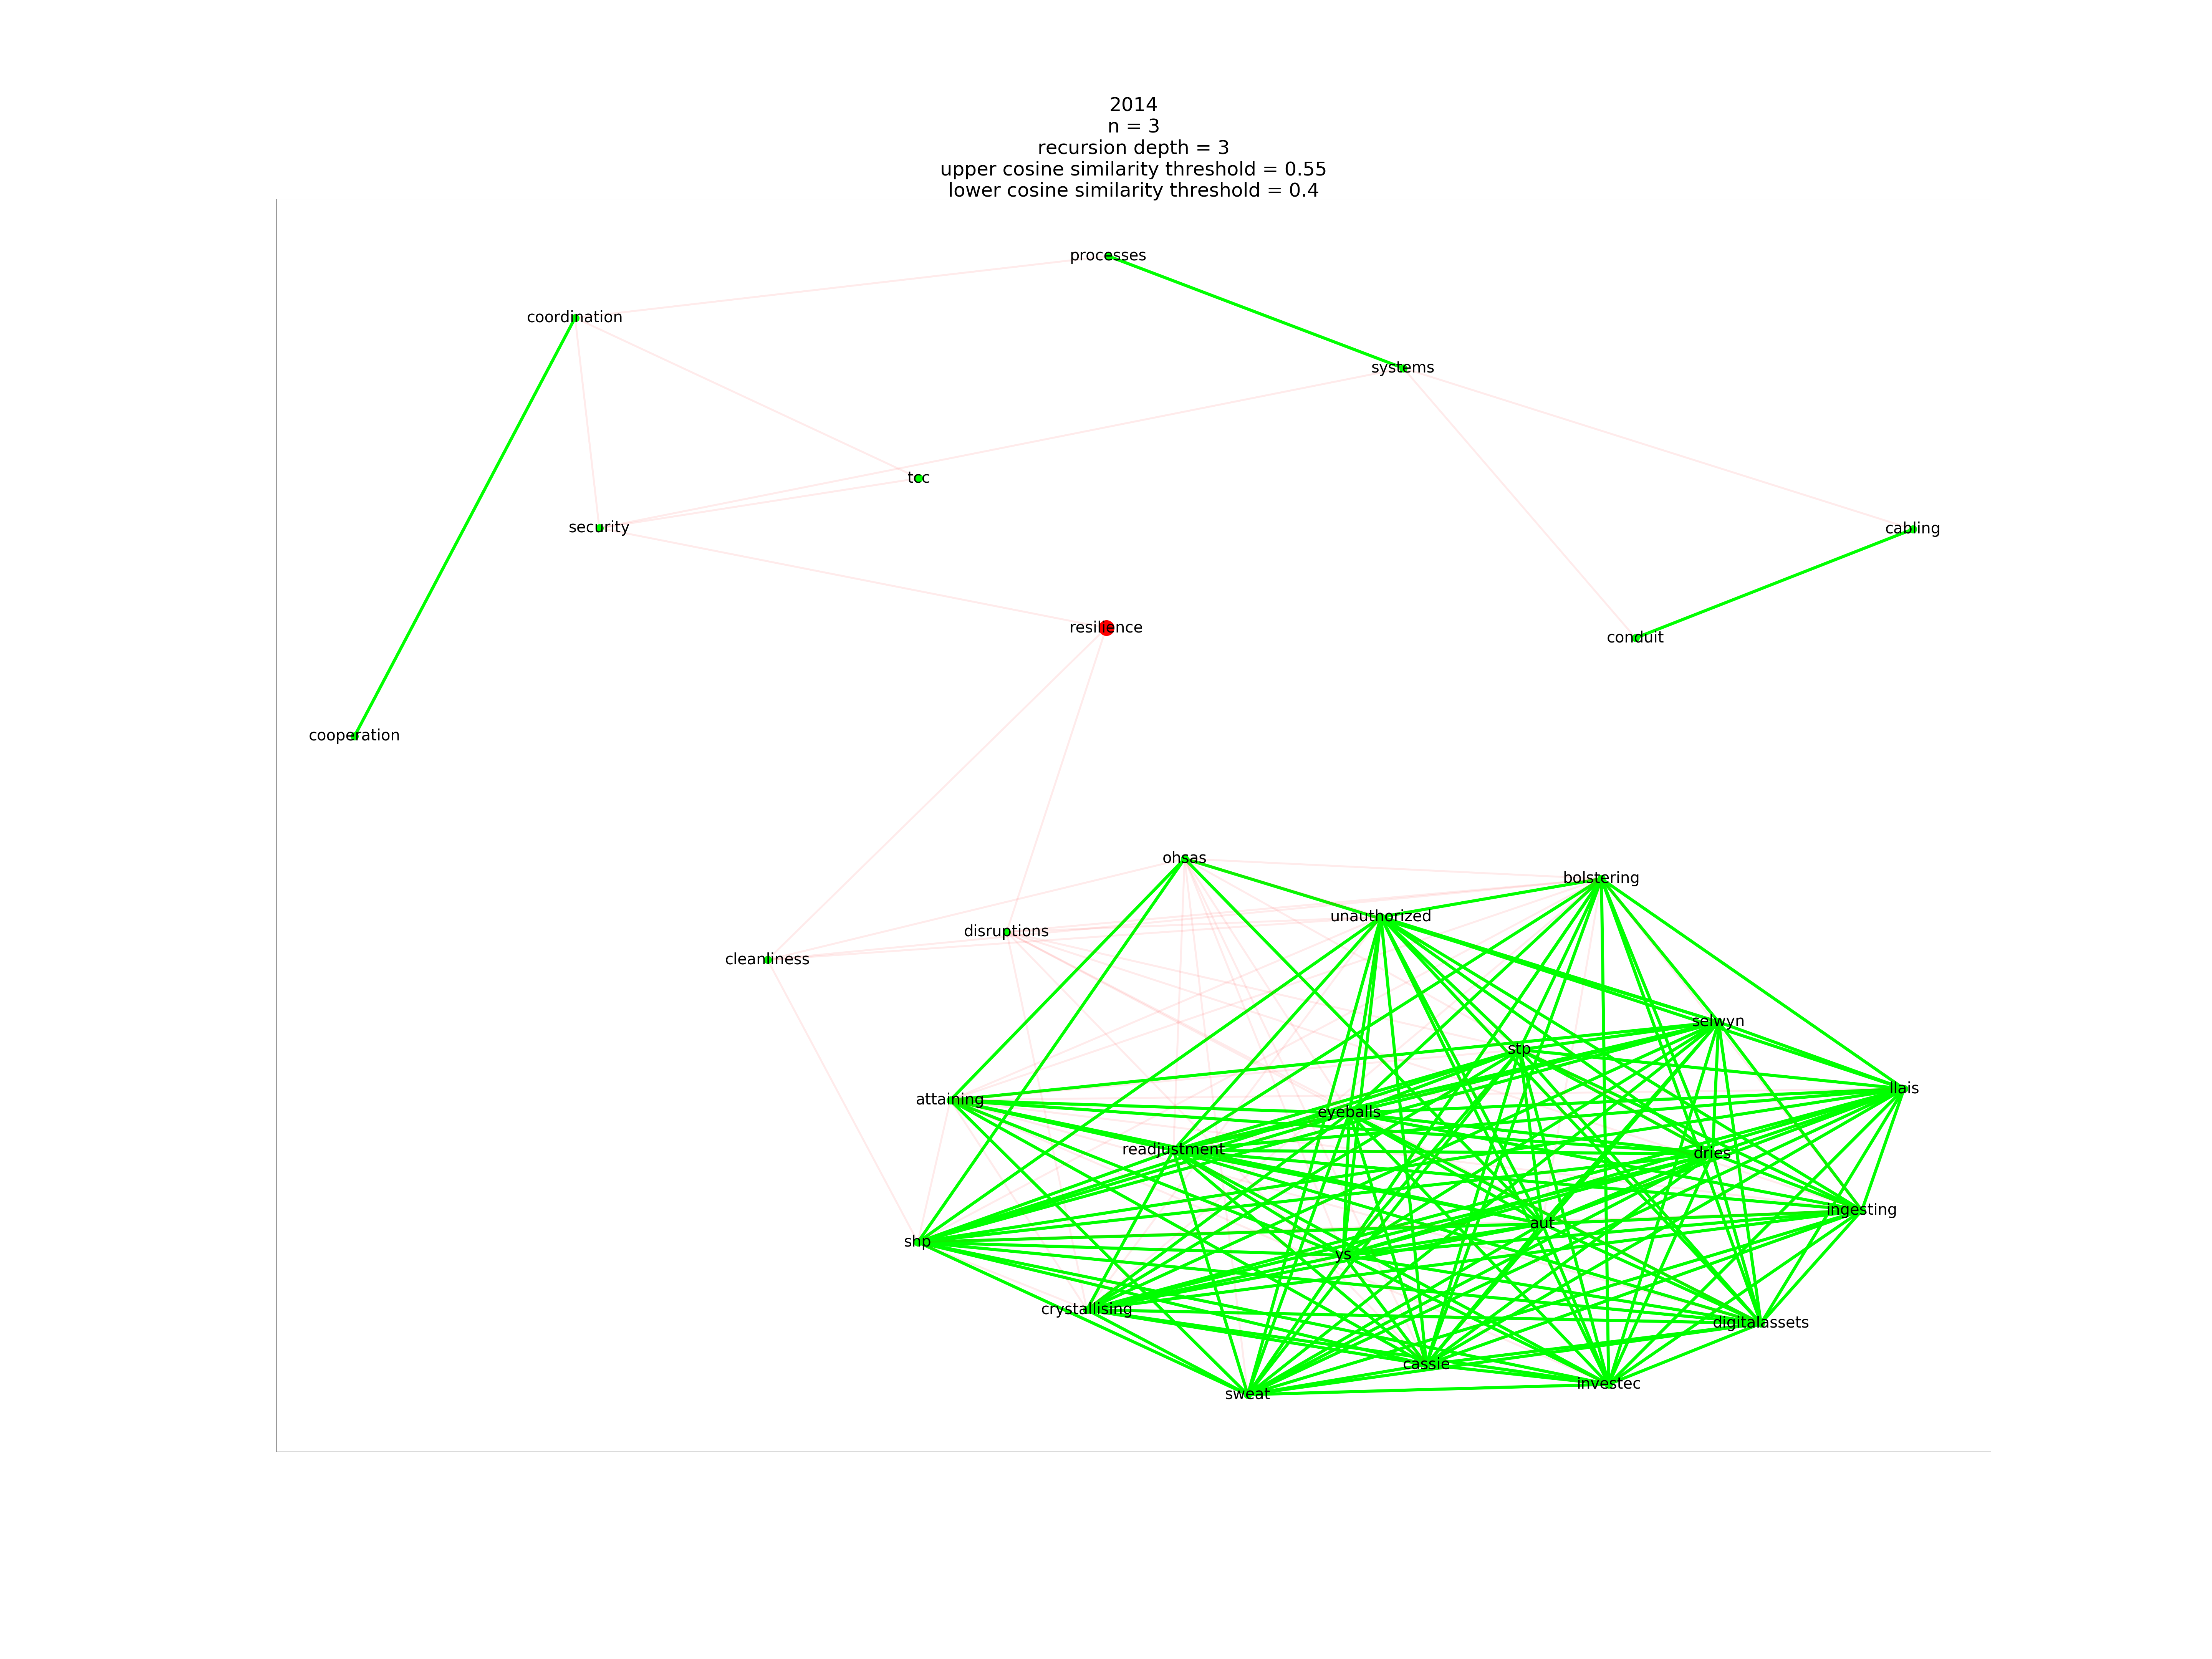 2014
n = 3
recursion depth = 3
upper cosine similarity threshold = 0.55
lower cosine similarity threshold = 0.4
processes
coordination
systems
tcc
security
cabling
resilience
conduit
cooperation
ohsas
bolstering
unauthorized
disruptions
cleanliness
selwyn
stp
llais
attaining
eyeballs
readjustment
dries
ingesting
aut
shp
ys
crystallising
digitalassets
cassie
investec
sweat